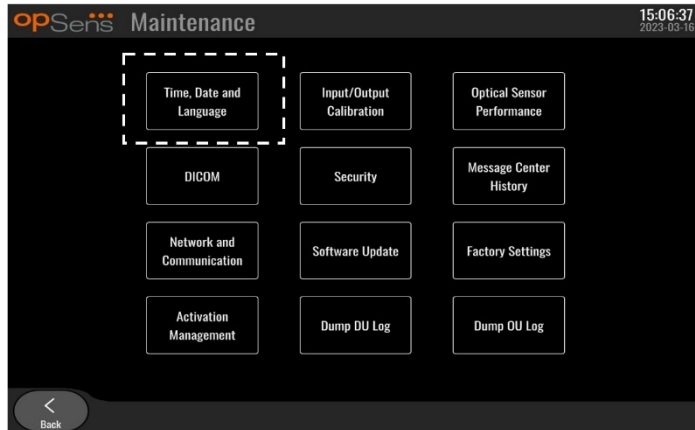 opSens Maintenance
15:06:37
2023-03-16
Time, Date and
Language
Input/Output
Calibration
Optical Sensor
Performance
DICOM
Security
Message Center
History
Network and
Communication
Software Update
Factory Settings
Activation
Management
Dump DU Log
Dump OU Log
Back